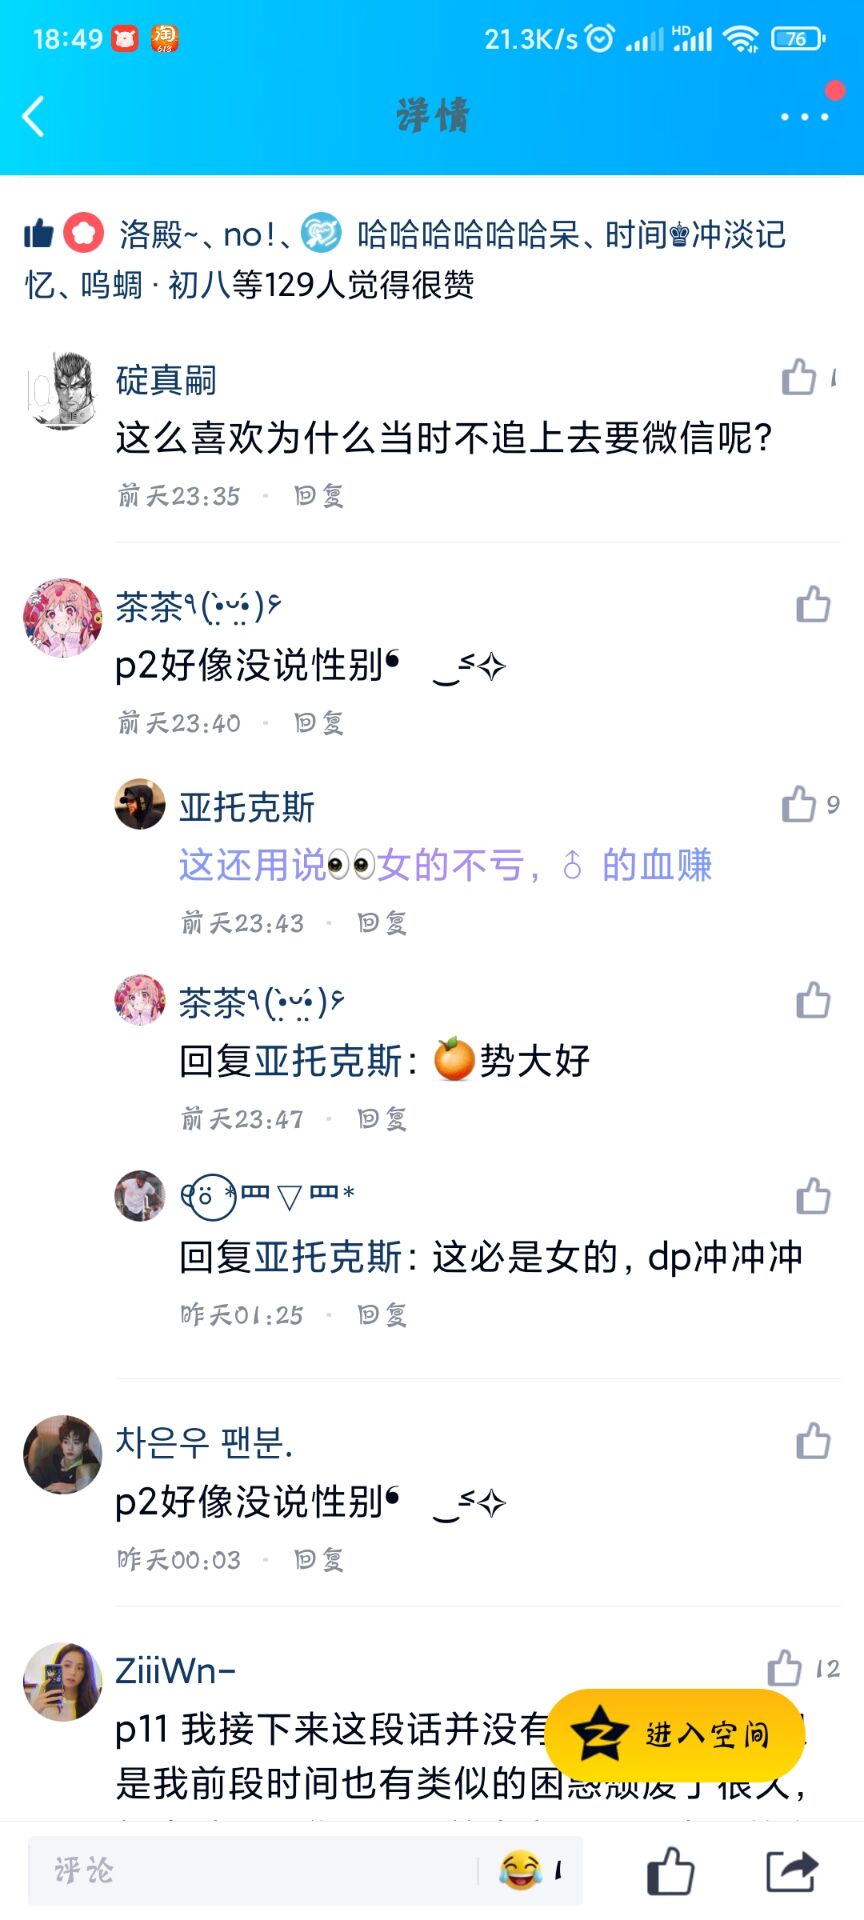 18:49 淘 613 21.3K/s HD 76
详情
洛殿~、no!、哈哈哈哈哈哈呆、时间♚冲淡记
忆、呜蜩·初八等129人觉得很赞
碇真嗣 1
这么喜欢为什么当时不追上去要微信呢?
前天23:35 · 回复
茶茶
p2好像没说性别❛ ‿≤✧
前天23:40 · 回复
亚托克斯 9
这还用说👀女的不亏，♂ 的血赚
前天23:43 · 回复
茶茶
回复亚托克斯：🍊势大好
前天23:47 · 回复
*罒▽罒*
回复亚托克斯：这必是女的，dp冲冲冲
昨天01:25 · 回复
차은우 팬분.
p2好像没说性别❛ ‿≤✧
昨天00:03 · 回复
ZiiiWn- 12
p11 我接下来这段话并没有
进入空间
是我前段时间也有类似的困惑颓废了很久，
评论 😂 1